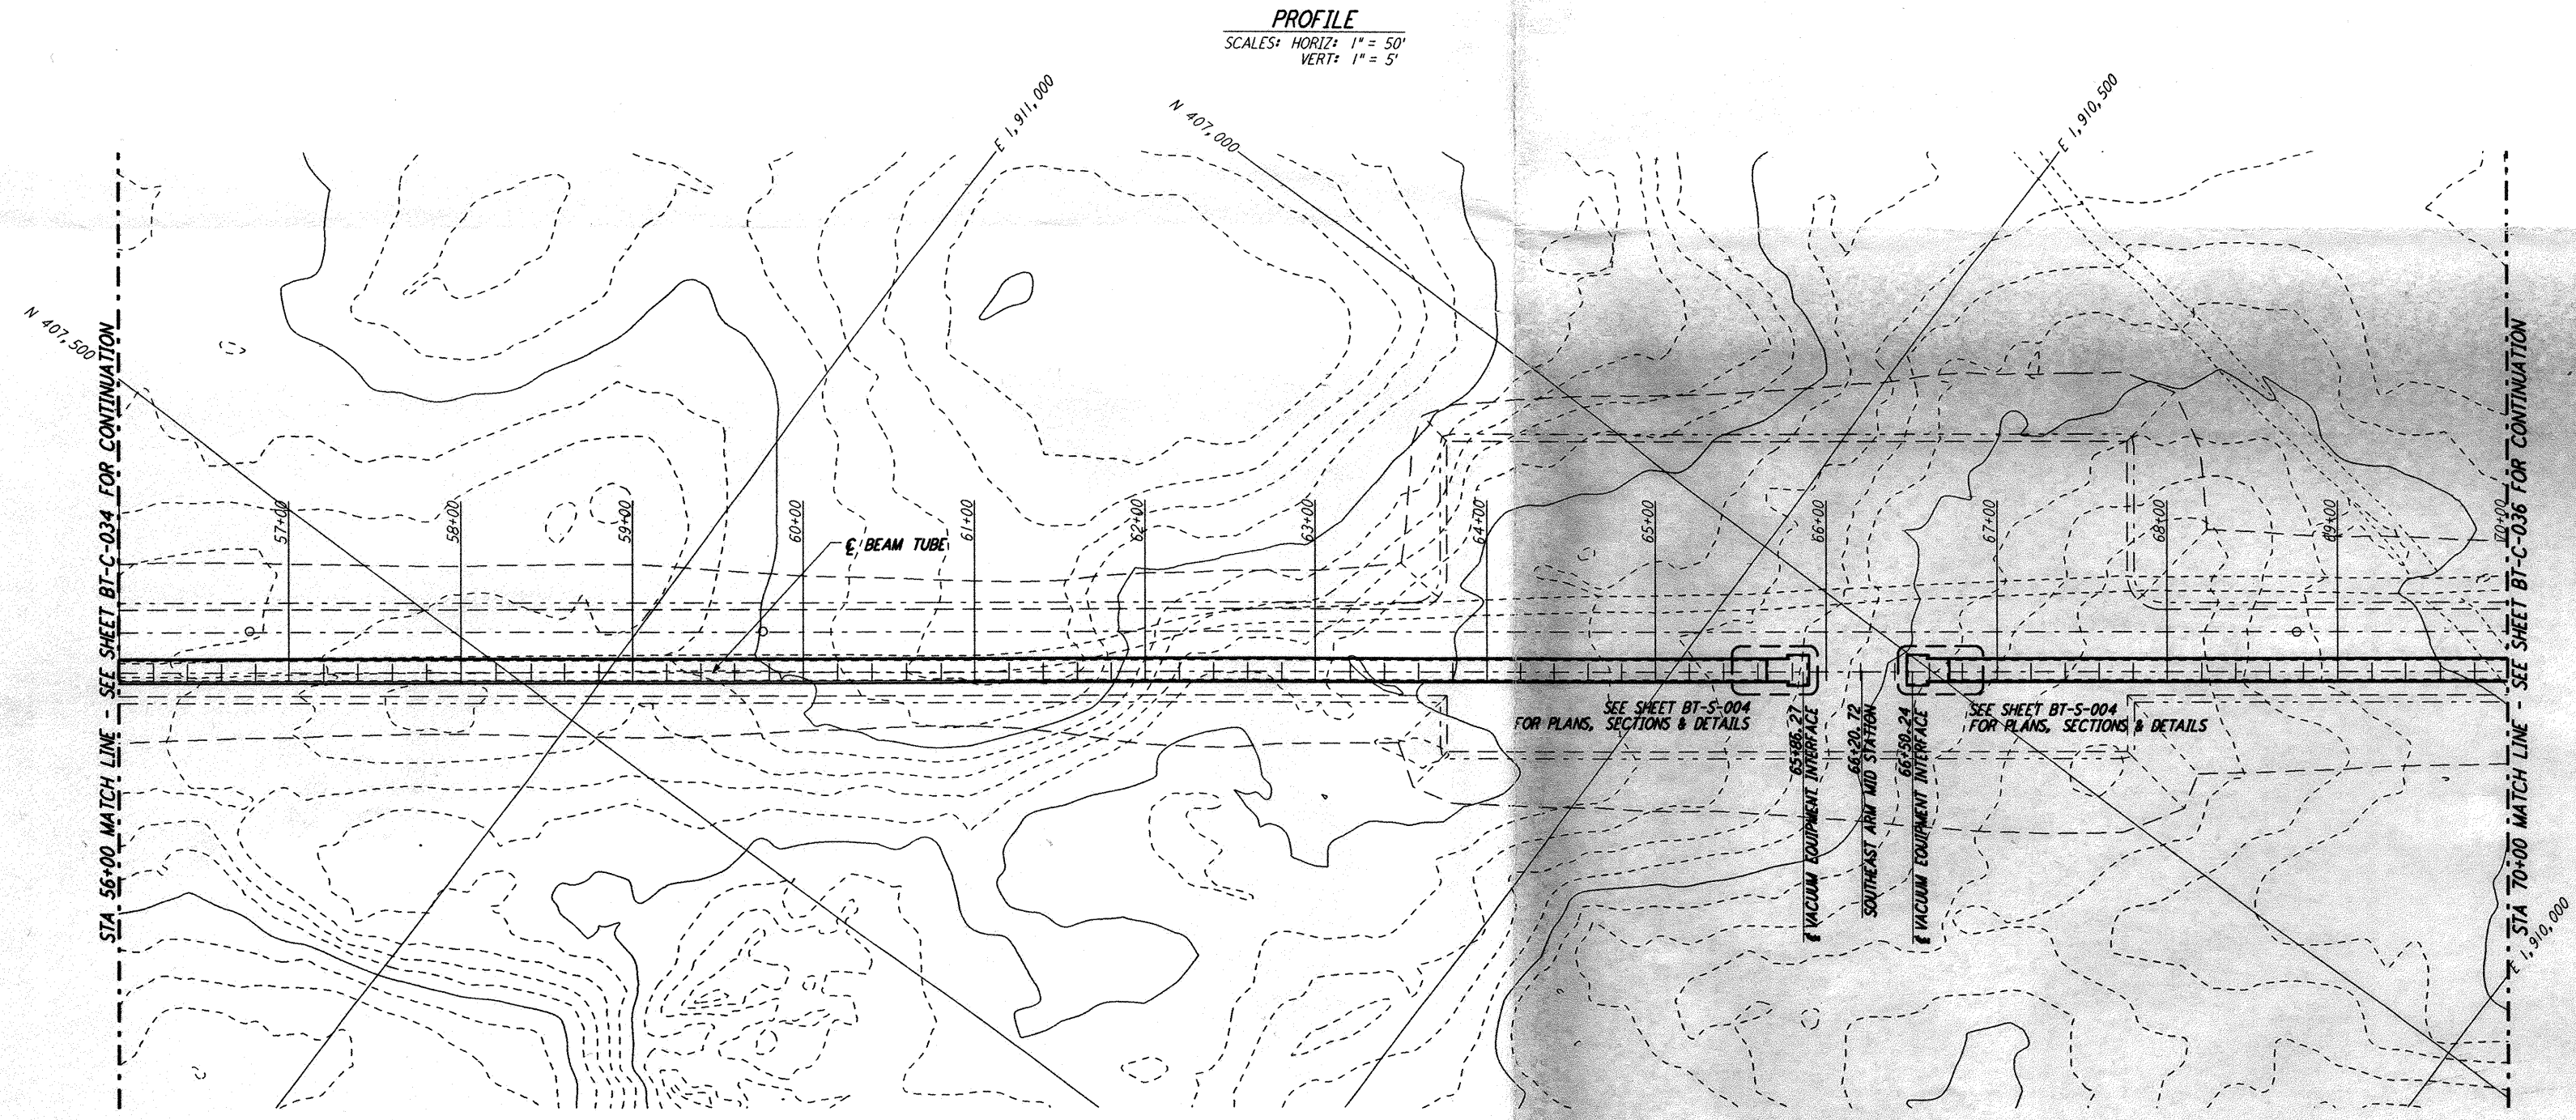 PROFILE
SCALES: HORIZ: 1" = 50'
VERT: 1" = 5'
E 1,911,000
N 407,000
E 1,910,500
N 407,500
STA 56+00 MATCH LINE - SEE SHEET BT-C-034 FOR CONTINUATION
57+00
58+00
59+00
60+00
61+00
62+00
63+00
64+00
65+00
66+00
67+00
68+00
69+00
70+00
℄ BEAM TUBE
SEE SHEET BT-S-004
FOR PLANS, SECTIONS & DETAILS
65+86.27
℄ VACUUM EQUIPMENT INTERFACE
66+20.72
SOUTHEAST ARM MID STATION
66+50.24
℄ VACUUM EQUIPMENT INTERFACE
SEE SHEET BT-S-004
FOR PLANS, SECTIONS & DETAILS
STA 70+00 MATCH LINE - SEE SHEET BT-C-036 FOR CONTINUATION
E 1,910,000